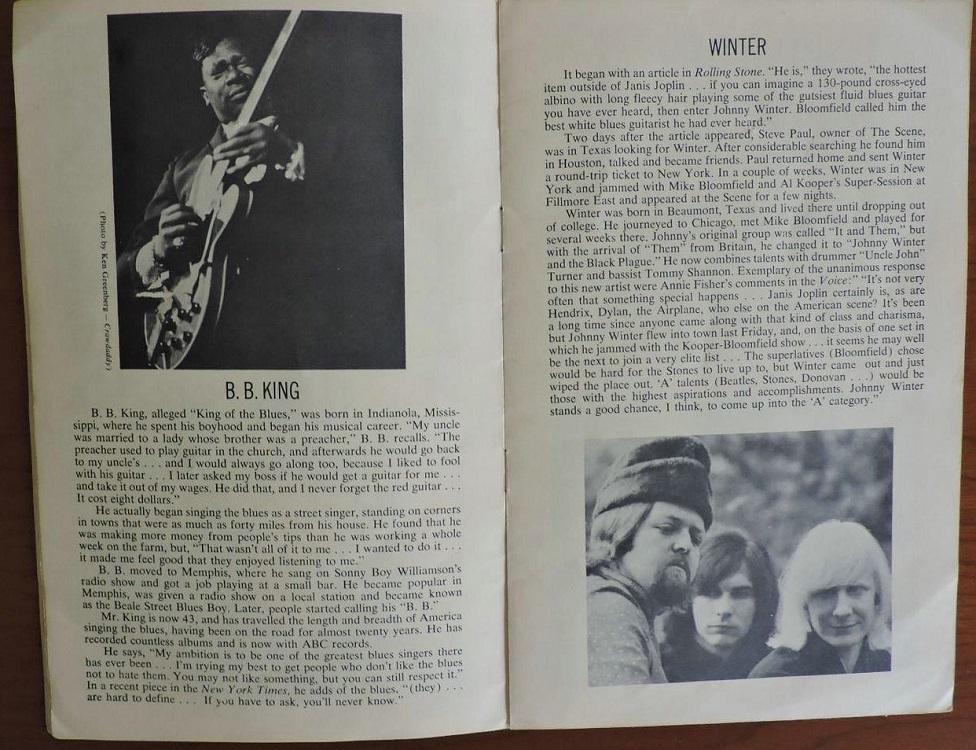 (Photo by Ken Greenberg — Crawdaddy)
B. B. KING
B. B. King, alleged "King of the Blues," was born in Indianola, Missis-
sippi, where he spent his boyhood and began his musical career. "My uncle
was married to a lady whose brother was a preacher," B. B. recalls. "The
preacher used to play guitar in the church, and afterwards he would go back
to my uncle's . . . and I would always go along too, because I liked to fool
with his guitar . . . I later asked my boss if he would get a guitar for me . . .
and take it out of my wages. He did that, and I never forget the red guitar . . .
It cost eight dollars."
He actually began singing the blues as a street singer, standing on corners
in towns that were as much as forty miles from his house. He found that he
was making more money from people's tips than he was working a whole
week on the farm, but, "That wasn't all of it to me . . . I wanted to do it . . .
it made me feel good that they enjoyed listening to me."
B. B. moved to Memphis, where he sang on Sonny Boy Williamson's
radio show and got a job playing at a small bar. He became popular in
Memphis, was given a radio show on a local station and became known
as the Beale Street Blues Boy. Later, people started calling his "B. B."
Mr. King is now 43, and has travelled the length and breadth of America
singing the blues, having been on the road for almost twenty years. He has
recorded countless albums and is now with ABC records.
He says, "My ambition is to be one of the greatest blues singers there
has ever been . . . I'm trying my best to get people who don't like the blues
not to hate them. You may not like something, but you can still respect it."
In a recent piece in the New York Times, he adds of the blues, "(they) . . .
are hard to define . . . If you have to ask, you'll never know."
WINTER
It began with an article in Rolling Stone. "He is," they wrote, "the hottest
item outside of Janis Joplin . . . if you can imagine a 130-pound cross-eyed
albino with long fleecy hair playing some of the gutsiest fluid blues guitar
you have ever heard, then enter Johnny Winter. Bloomfield called him the
best white blues guitarist he had ever heard."
Two days after the article appeared, Steve Paul, owner of The Scene,
was in Texas looking for Winter. After considerable searching he found him
in Houston, talked and became friends. Paul returned home and sent Winter
a round-trip ticket to New York. In a couple of weeks, Winter was in New
York and jammed with Mike Bloomfield and Al Kooper's Super-Session at
Fillmore East and appeared at the Scene for a few nights.
Winter was born in Beaumont, Texas and lived there until dropping out
of college. He journeyed to Chicago, met Mike Bloomfield and played for
several weeks there. Johnny's original group was called "It and Them," but
with the arrival of "Them" from Britain, he changed it to "Johnny Winter
and the Black Plague." He now combines talents with drummer "Uncle John"
Turner and bassist Tommy Shannon. Exemplary of the unanimous response
to this new artist were Annie Fisher's comments in the Voice:" "It's not very
often that something special happens . . . Janis Joplin certainly is, as are
Hendrix, Dylan, the Airplane, who else on the American scene? It's been
a long time since anyone came along with that kind of class and charisma,
but Johnny Winter flew into town last Friday, and, on the basis of one set in
which he jammed with the Kooper-Bloomfield show . . . it seems he may well
be the next to join a very elite list . . . The superlatives (Bloomfield) chose
would be hard for the Stones to live up to, but Winter came out and just
wiped the place out. 'A' talents (Beatles, Stones, Donovan . . .) would be
those with the highest aspirations and accomplishments. Johnny Winter
stands a good chance, I think, to come up into the 'A' category."